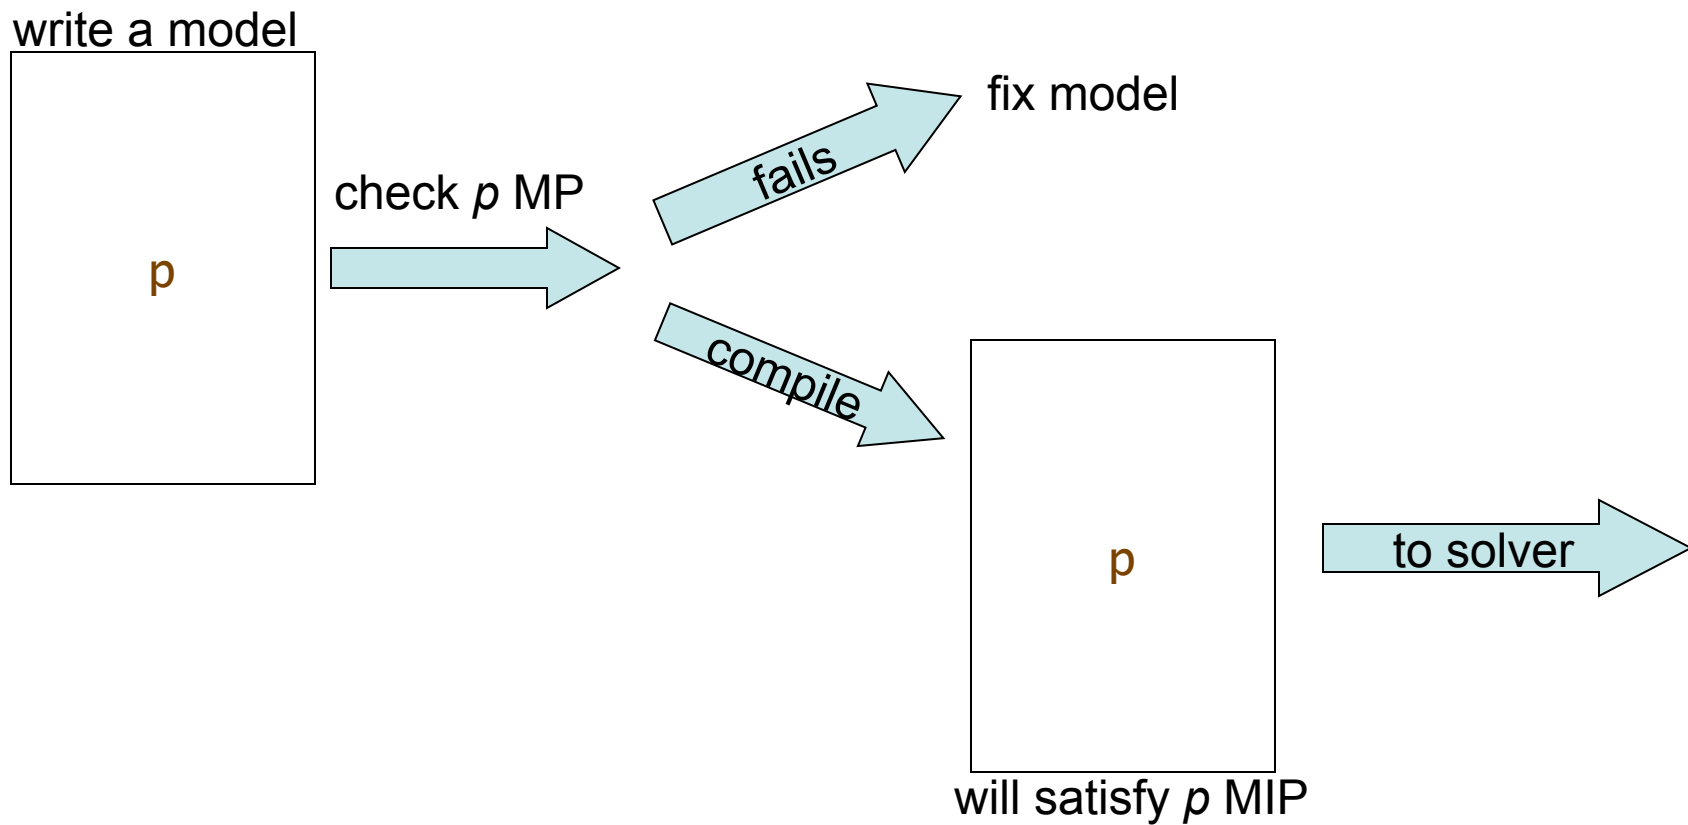 write a model
p
check p MP
fails
fix model
compile
p
will satisfy p MIP
to solver